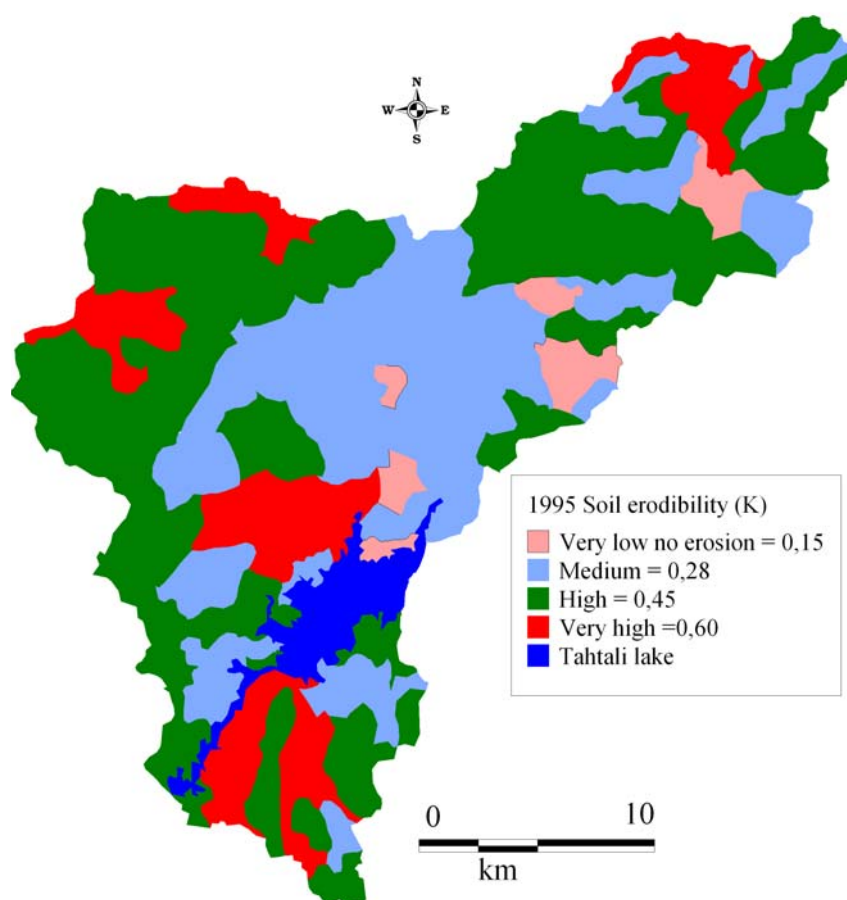 N
W E
S
1995 Soil erodibility (K)
Very low no erosion = 0,15
Medium = 0,28
High = 0,45
Very high =0,60
Tahtali lake
0 10
km